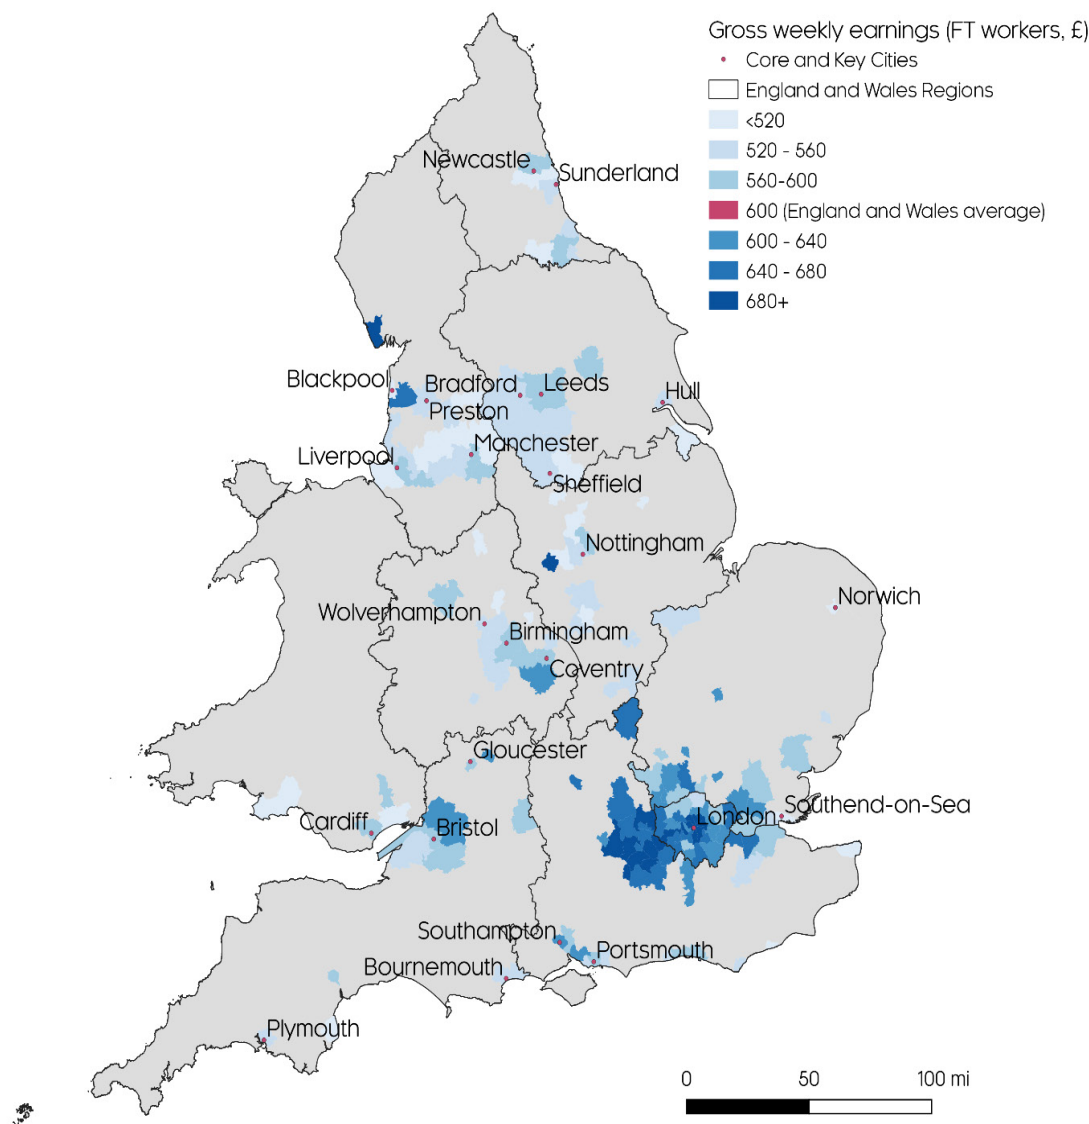 Gross weekly earnings (FT workers, £)
Core and Key Cities
England and Wales Regions
<520
520 - 560
560-600
600 (England and Wales average)
600 - 640
640 - 680
680+
Newcastle
Sunderland
Blackpool
Bradford
Leeds
Hull
Preston
Manchester
Liverpool
Sheffield
Nottingham
Norwich
Wolverhampton
Birmingham
Coventry
Gloucester
Southend-on-Sea
Cardiff
Bristol
London
Southampton
Portsmouth
Bournemouth
Plymouth
0 50 100 mi